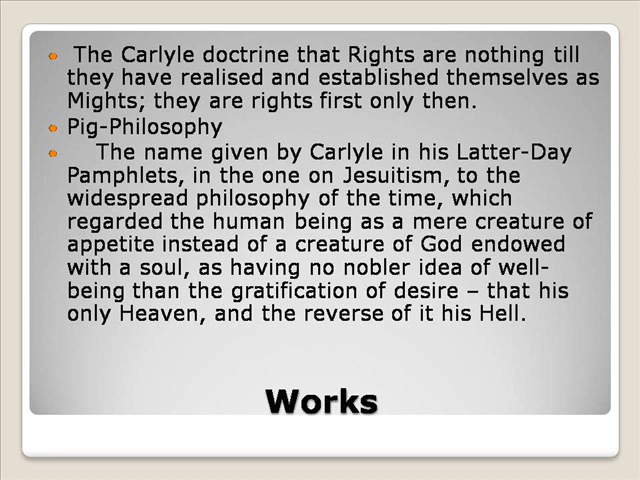 The Carlyle doctrine that Rights are nothing till
they have realised and established themselves as
Mights; they are rights first only then.
Pig-Philosophy
The name given by Carlyle in his Latter-Day
Pamphlets, in the one on Jesuitism, to the
widespread philosophy of the time, which
regarded the human being as a mere creature of
appetite instead of a creature of God endowed
with a soul, as having no nobler idea of well-
being than the gratification of desire – that his
only Heaven, and the reverse of it his Hell.
Works